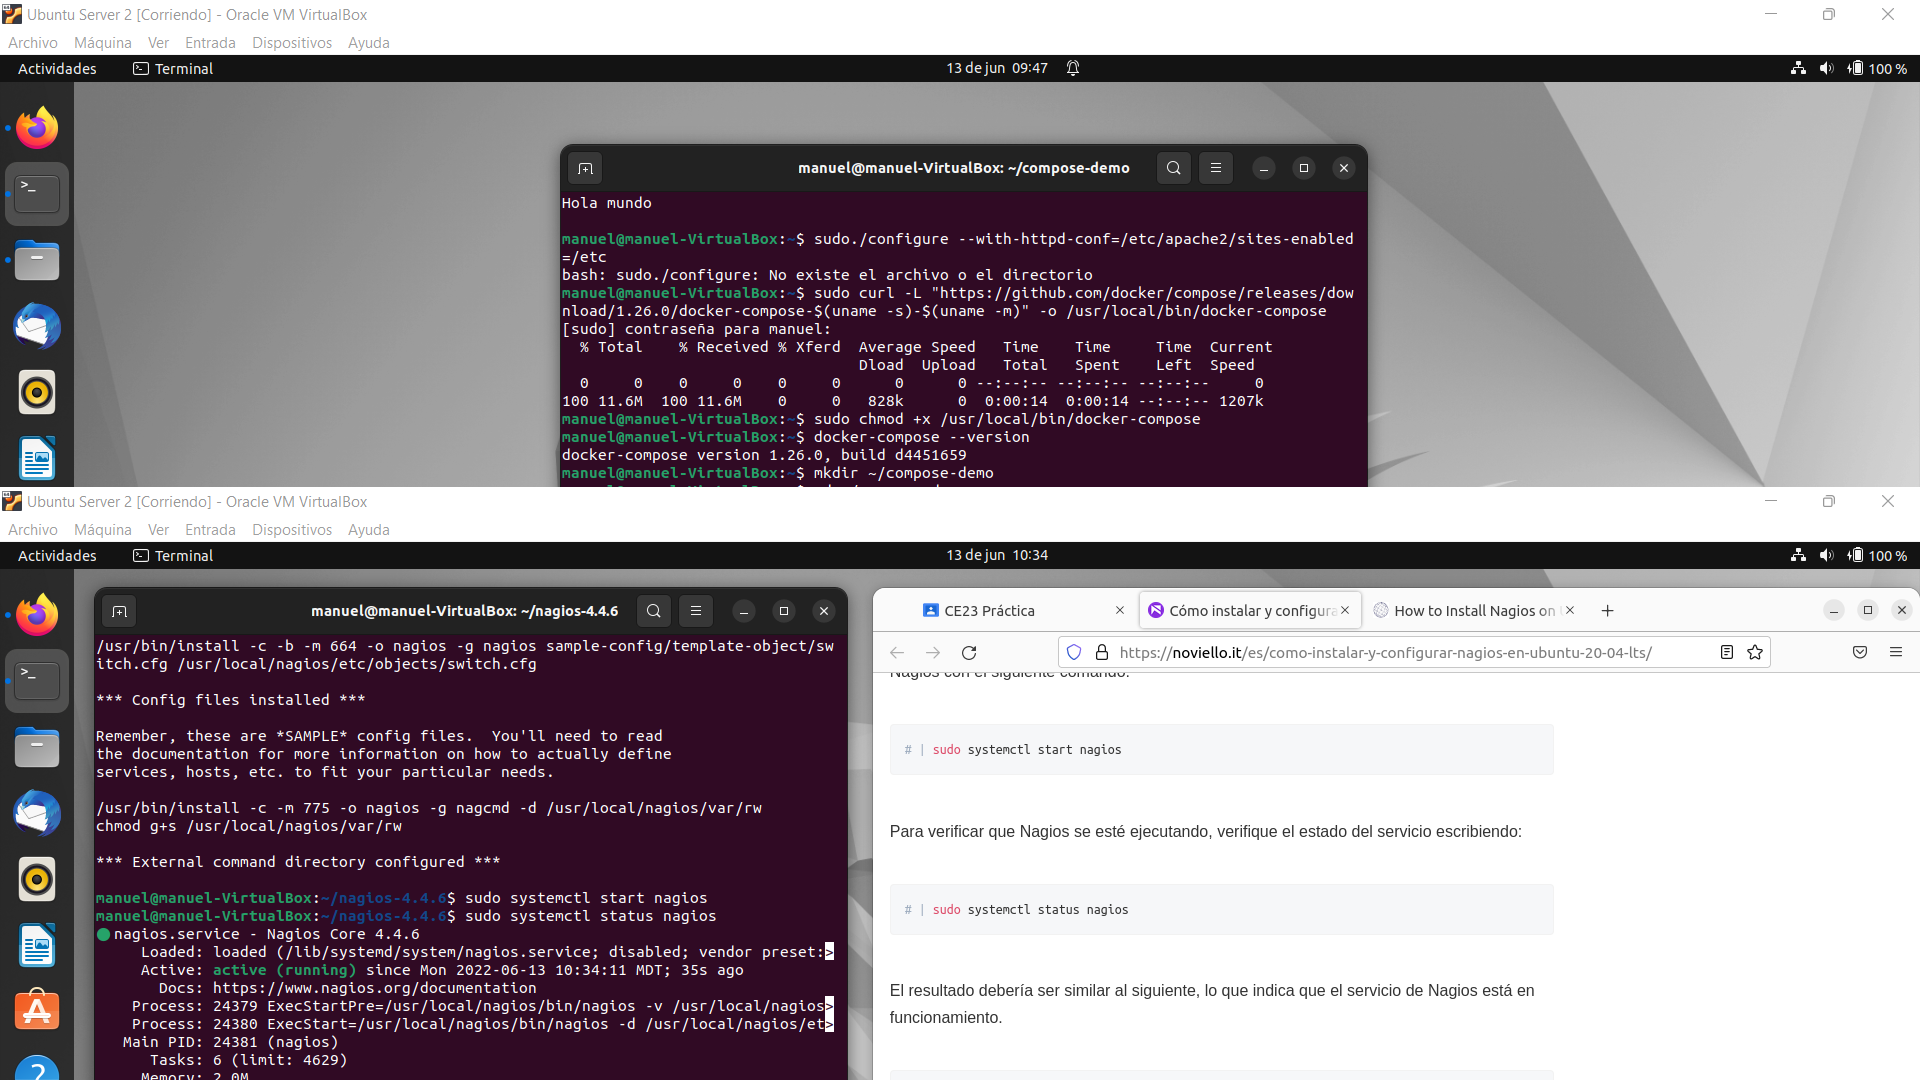 Ubuntu Server 2 [Corriendo] - Oracle VM VirtualBox
Archivo Máquina Ver Entrada Dispositivos Ayuda
Actividades Terminal 13 de jun 09:47 100 %
manuel@manuel-VirtualBox: ~/compose-demo
Hola mundo
manuel@manuel-VirtualBox:~$ sudo./configure --with-httpd-conf=/etc/apache2/sites-enabled
=/etc
bash: sudo./configure: No existe el archivo o el directorio
manuel@manuel-VirtualBox:~$ sudo curl -L "https://github.com/docker/compose/releases/dow
nload/1.26.0/docker-compose-$(uname -s)-$(uname -m)" -o /usr/local/bin/docker-compose
[sudo] contraseña para manuel:
% Total % Received % Xferd Average Speed Time Time Time Current
Dload Upload Total Spent Left Speed
0 0 0 0 0 0 0 0 --:--:-- --:--:-- --:--:-- 0
100 11.6M 100 11.6M 0 0 828k 0 0:00:14 0:00:14 --:--:-- 1207k
manuel@manuel-VirtualBox:~$ sudo chmod +x /usr/local/bin/docker-compose
manuel@manuel-VirtualBox:~$ docker-compose --version
docker-compose version 1.26.0, build d4451659
manuel@manuel-VirtualBox:~$ mkdir ~/compose-demo
Ubuntu Server 2 [Corriendo] - Oracle VM VirtualBox
Archivo Máquina Ver Entrada Dispositivos Ayuda
Actividades Terminal 13 de jun 10:34 100 %
manuel@manuel-VirtualBox: ~/nagios-4.4.6
/usr/bin/install -c -b -m 664 -o nagios -g nagios sample-config/template-object/sw
itch.cfg /usr/local/nagios/etc/objects/switch.cfg
*** Config files installed ***
Remember, these are *SAMPLE* config files. You'll need to read
the documentation for more information on how to actually define
services, hosts, etc. to fit your particular needs.
/usr/bin/install -c -m 775 -o nagios -g nagcmd -d /usr/local/nagios/var/rw
chmod g+s /usr/local/nagios/var/rw
*** External command directory configured ***
manuel@manuel-VirtualBox:~/nagios-4.4.6$ sudo systemctl start nagios
manuel@manuel-VirtualBox:~/nagios-4.4.6$ sudo systemctl status nagios
nagios.service - Nagios Core 4.4.6
Loaded: loaded (/lib/systemd/system/nagios.service; disabled; vendor preset:>
Active: active (running) since Mon 2022-06-13 10:34:11 MDT; 35s ago
Docs: https://www.nagios.org/documentation
Process: 24379 ExecStartPre=/usr/local/nagios/bin/nagios -v /usr/local/nagios>
Process: 24380 ExecStart=/usr/local/nagios/bin/nagios -d /usr/local/nagios/et>
Main PID: 24381 (nagios)
Tasks: 6 (limit: 4629)
Memory: 2.0M
CE23 Práctica
Cómo instalar y configura
How to Install Nagios on
https://noviello.it/es/como-instalar-y-configurar-nagios-en-ubuntu-20-04-lts/
Nagios con el siguiente comando.
# | sudo systemctl start nagios
Para verificar que Nagios se esté ejecutando, verifique el estado del servicio escribiendo:
# | sudo systemctl status nagios
El resultado debería ser similar al siguiente, lo que indica que el servicio de Nagios está en
funcionamiento.